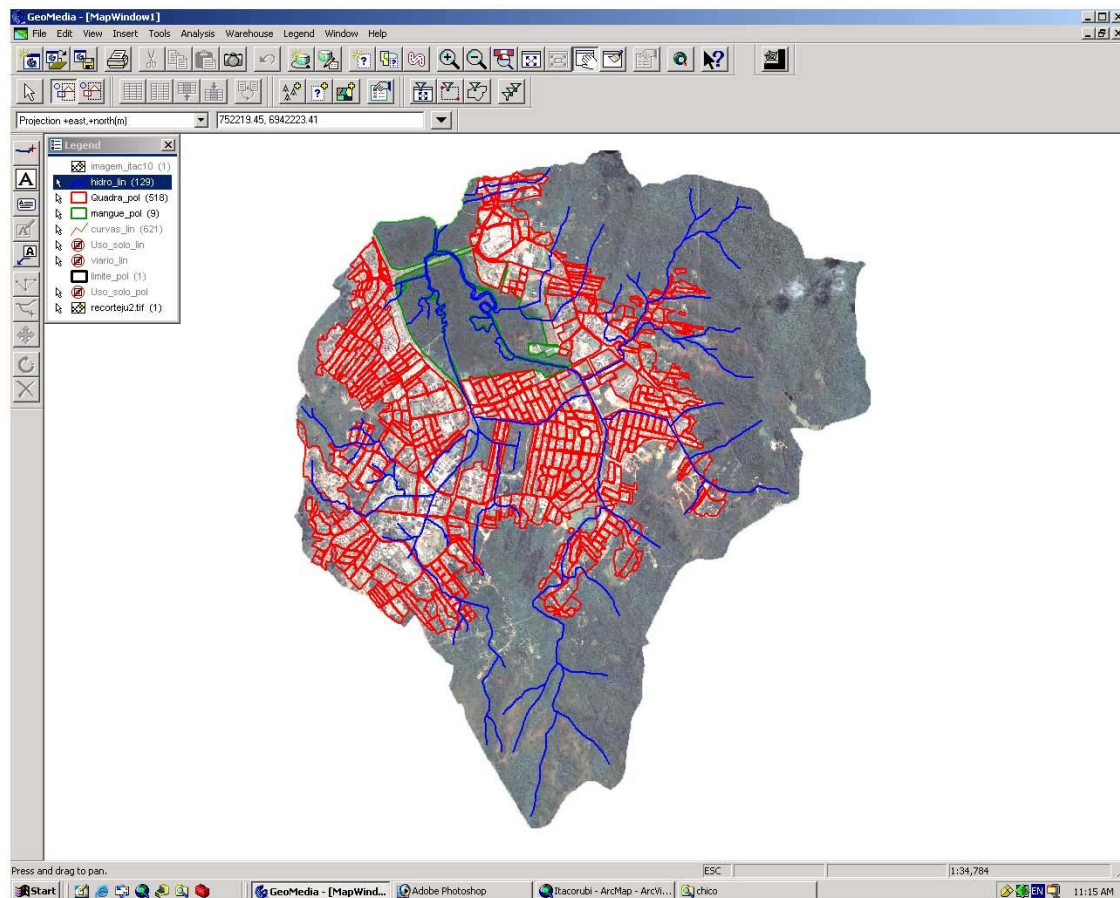 GeoMedia - [MapWindow1]
File Edit View Insert Tools Analysis Warehouse Legend Window Help
Projection +east,+north(m) 752219.45, 6942223.41
Legend
imagem_itac10 (1)
hidro_lin (129)
Quadra_pol (518)
mangue_pol (9)
curvas_lin (621)
Uso_solo_lin
viario_lin
limite_pol (1)
Uso_solo_pol
recorteju2.tif (1)
A
A
A
Press and drag to pan. ESC 1:34,784
Start GeoMedia - [MapWind... Adobe Photoshop Itacorubi - ArcMap - ArcVi... chico EN 11:15 AM